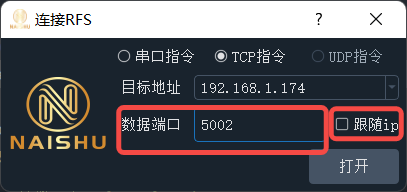 连接RFS
串口指令 TCP指令 UDP指令
目标地址 192.168.1.174
数据端口 5002 跟随ip
NAISHU
打开